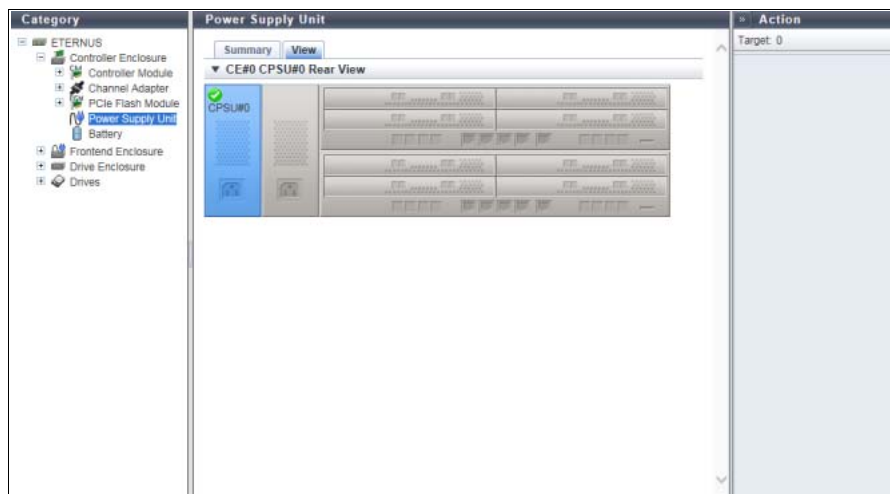 Category
ETERNUS
Controller Enclosure
Controller Module
Channel Adapter
PCIe Flash Module
Power Supply Unit
Battery
Frontend Enclosure
Drive Enclosure
Drives
Power Supply Unit
Summary View
▼ CE#0 CPSU#0 Rear View
CPSU#0
» Action
Target: 0